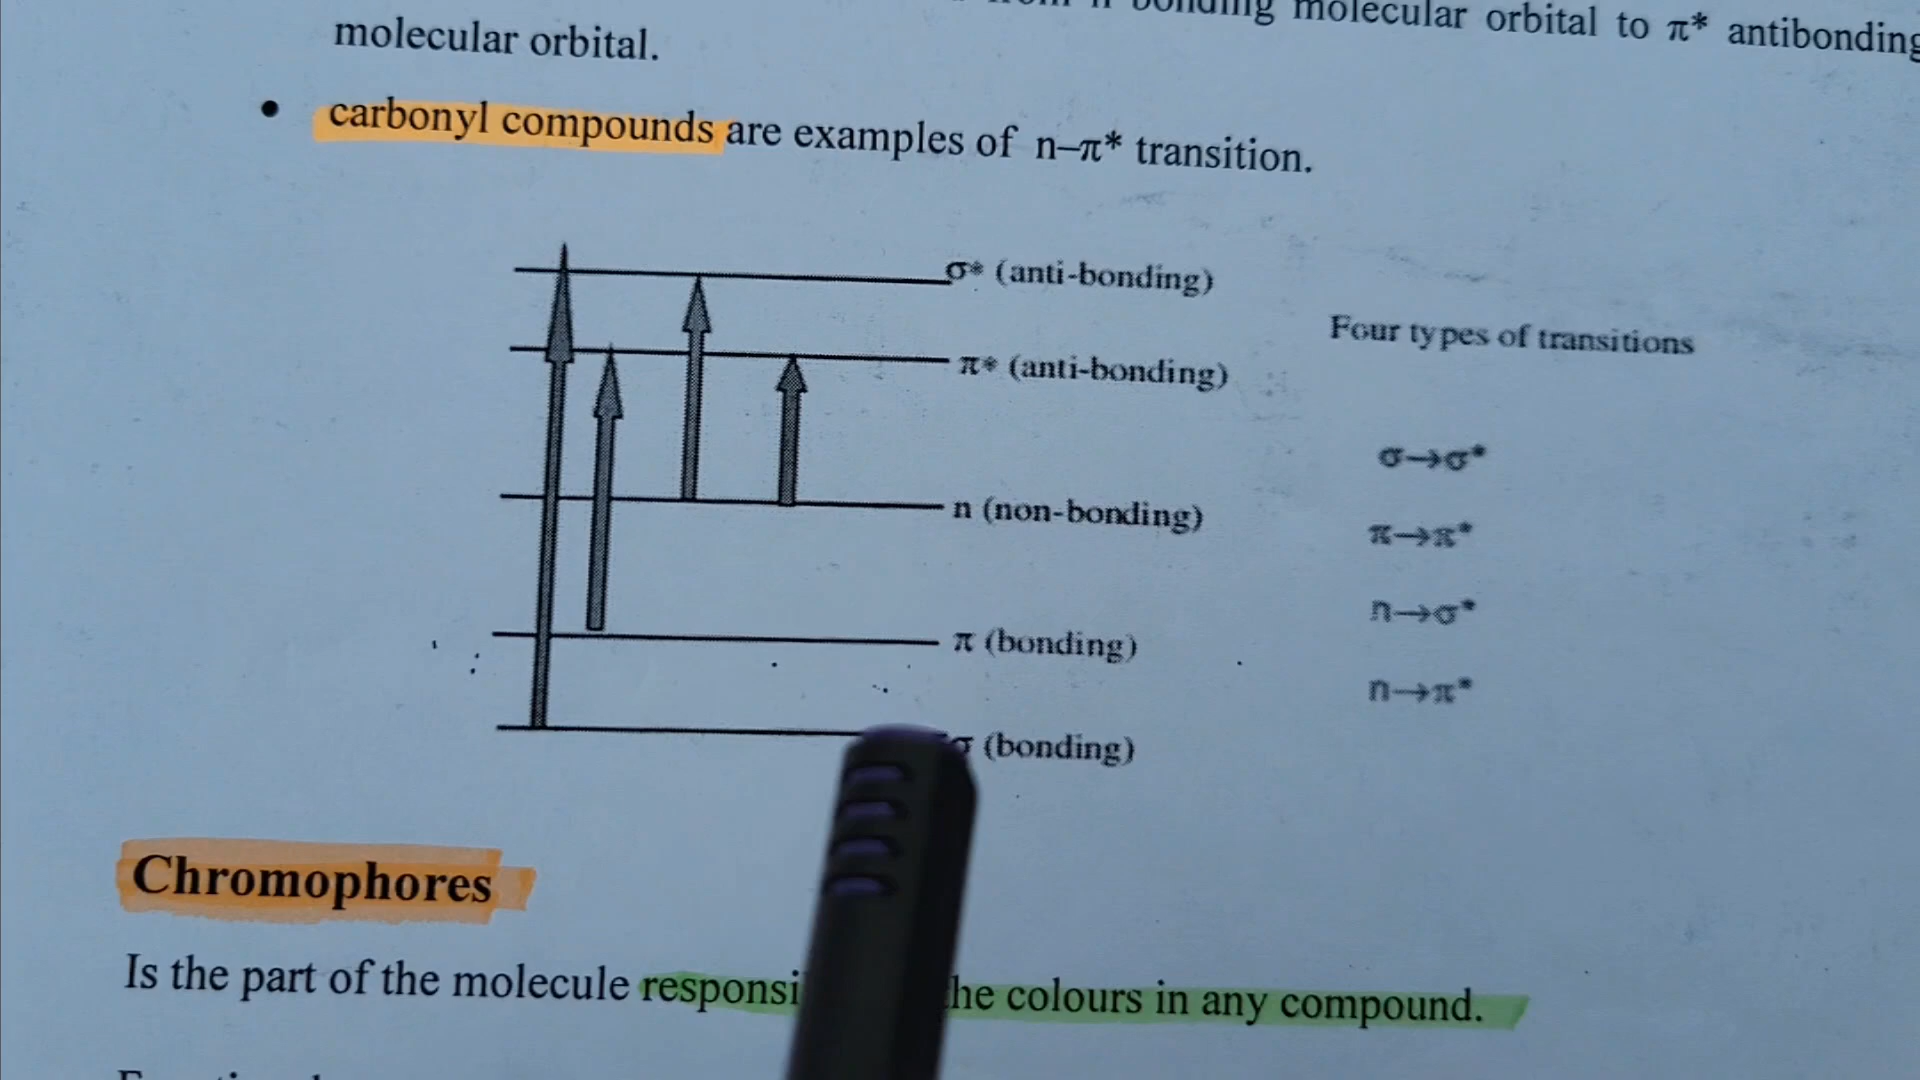 bonding molecular orbital to π* antibonding
molecular orbital.
• carbonyl compounds are examples of n–π* transition.
σ* (anti-bonding)
Four types of transitions
π* (anti-bonding)
σ→σ*
n (non-bonding)
π→π*
n→σ*
π (bonding)
n→π*
σ (bonding)
Chromophores
Is the part of the molecule he colours in any compound.